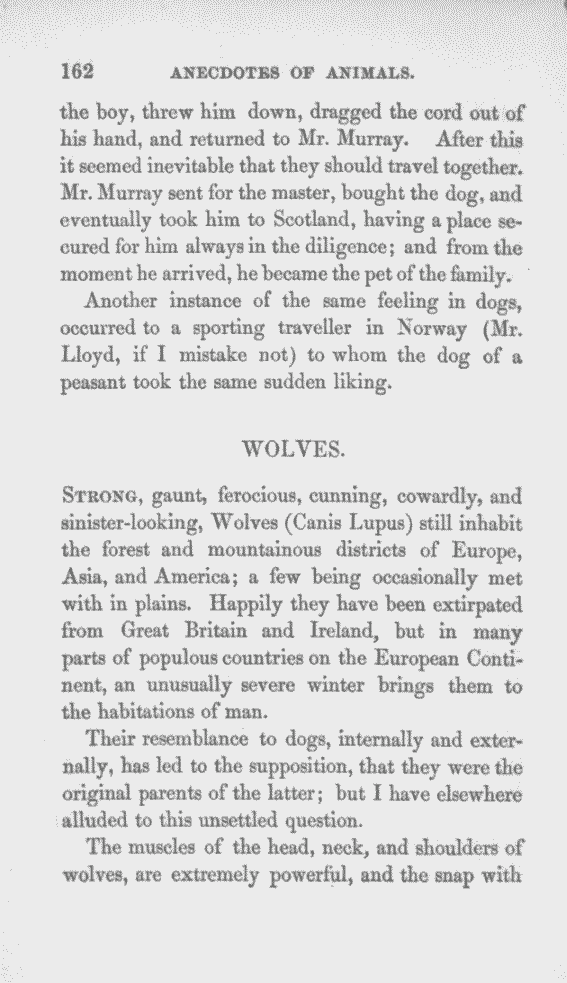 162 ANECDOTES OF ANIMALS.
the boy, threw him down, dragged the cord out of
his hand, and returned to Mr. Murray. After this
it seemed inevitable that they should travel together.
Mr. Murray sent for the master, bought the dog, and
eventually took him to Scotland, having a place se-
cured for him always in the diligence; and from the
moment he arrived, he became the pet of the family.
Another instance of the same feeling in dogs,
occurred to a sporting traveller in Norway (Mr.
Lloyd, if I mistake not) to whom the dog of a
peasant took the same sudden liking.
WOLVES.
STRONG, gaunt, ferocious, cunning, cowardly, and
sinister-looking, Wolves (Canis Lupus) still inhabit
the forest and mountainous districts of Europe,
Asia, and America; a few being occasionally met
with in plains. Happily they have been extirpated
from Great Britain and Ireland, but in many
parts of populous countries on the European Conti-
nent, an unusually severe winter brings them to
the habitations of man.
Their resemblance to dogs, internally and exter-
nally, has led to the supposition, that they were the
original parents of the latter; but I have elsewhere
alluded to this unsettled question.
The muscles of the head, neck, and shoulders of
wolves, are extremely powerful, and the snap with